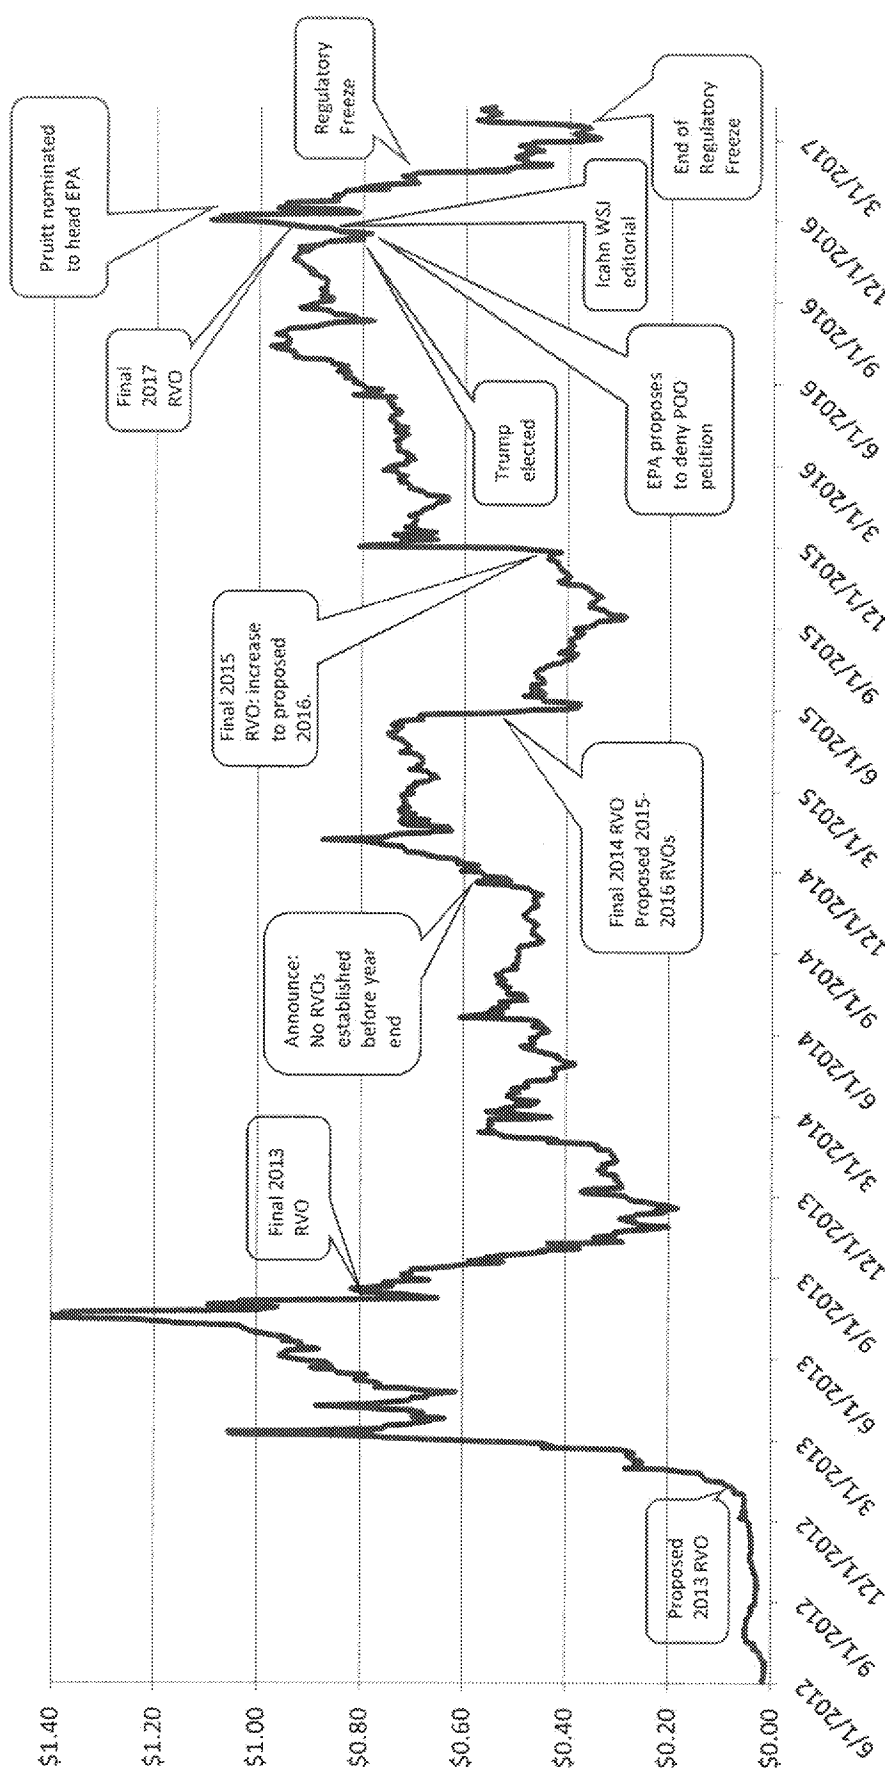 $1.40
$1.20
$1.00
$0.80
$0.60
$0.40
$0.20
$0.00
Proposed
2013 RVO
Final 2013
RVO
Announce:
No RVOs
established
before year
end
Final 2014 RVO
Proposed 2015-
2016 RVOs
Final 2015
RVO: increase
to proposed
2016.
Trump
elected
EPA proposes
to deny POO
petition
Final
2017
RVO
Pruitt nominated
to head EPA
Icahn WSJ
editorial
Regulatory
Freeze
End of
Regulatory
Freeze
6/1/2012
9/1/2012
12/1/2012
3/1/2013
6/1/2013
9/1/2013
12/1/2013
3/1/2014
6/1/2014
9/1/2014
12/1/2014
3/1/2015
6/1/2015
9/1/2015
12/1/2015
3/1/2016
6/1/2016
9/1/2016
12/1/2016
3/1/2017